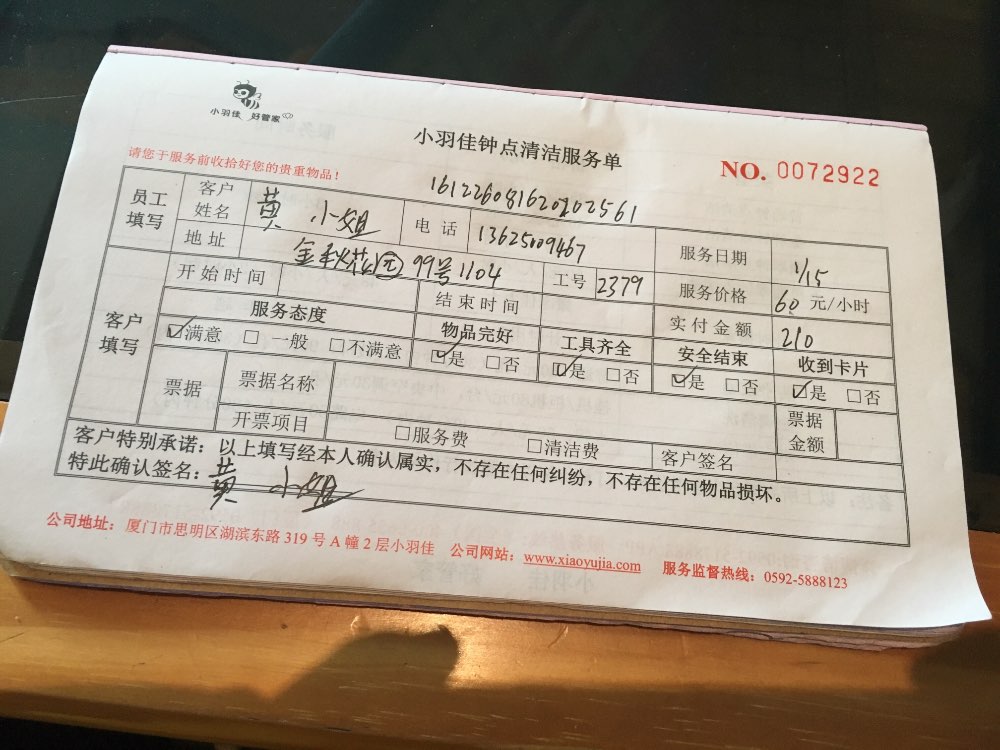 小羽佳 好管家
小羽佳钟点清洁服务单
请您于服务前收拾好您的贵重物品！
NO. 0072922
16122608162020202561
员工填写 客户姓名 黄 小姐 电话 13625009467 服务日期 1/15
地址 金秋花园 99号1104 工号 2379 服务价格 60 元/小时
客户填写 开始时间 结束时间 实付金额 210
服务态度 物品完好 工具齐全 安全结束 收到卡片
☑满意 □一般 □不满意 ☑是 □否 ☑是 □否 ☑是 □否 ☑是 □否
票据 票据名称 票据金额
开票项目 □服务费 □清洁费 客户签名
客户特别承诺：以上填写经本人确认属实，不存在任何纠纷，不存在任何物品损坏。
特此确认签名：黄 小姐
公司地址：厦门市思明区湖滨东路 319 号 A 幢 2 层小羽佳 公司网站：www.xiaoyujia.com 服务监督热线：0592-5888123